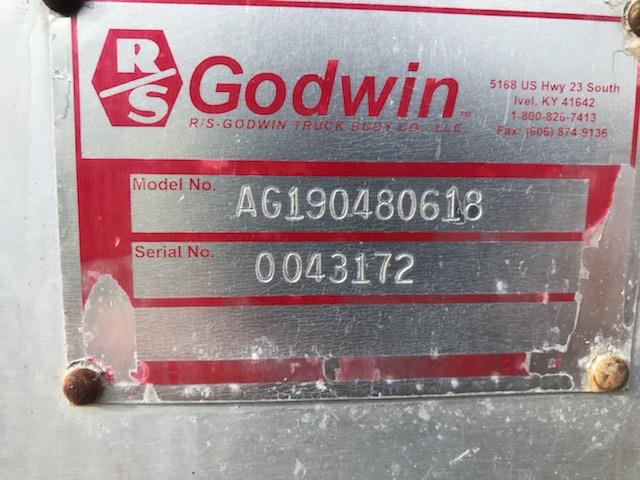 R/S
Godwin™
R/S-GODWIN TRUCK BODY CO., LLC
5168 US Hwy 23 South
Ivel, KY 41642
1-800-826-7413
Fax: (606) 874-9136
Model No. AG190480618
Serial No. 0043172